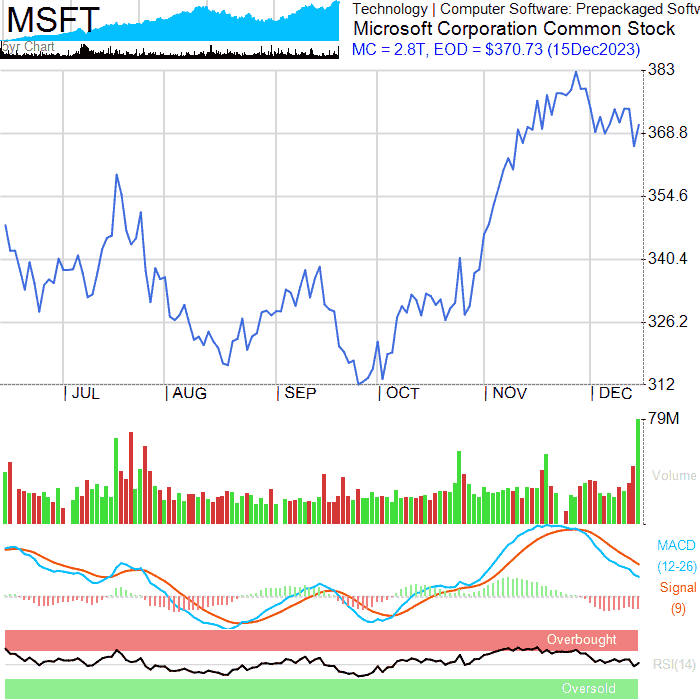 MSFT
Technology | Computer Software: Prepackaged Softw
Microsoft Corporation Common Stock
MC = 2.8T, EOD = $370.73 (15Dec2023)
Chart
383
368.8
354.6
340.4
326.2
312
| JUL | AUG | SEP | OCT | NOV | DEC
79M
Volume
MACD
(12-26)
Signal
(9)
Overbought
RSI(14)
Oversold